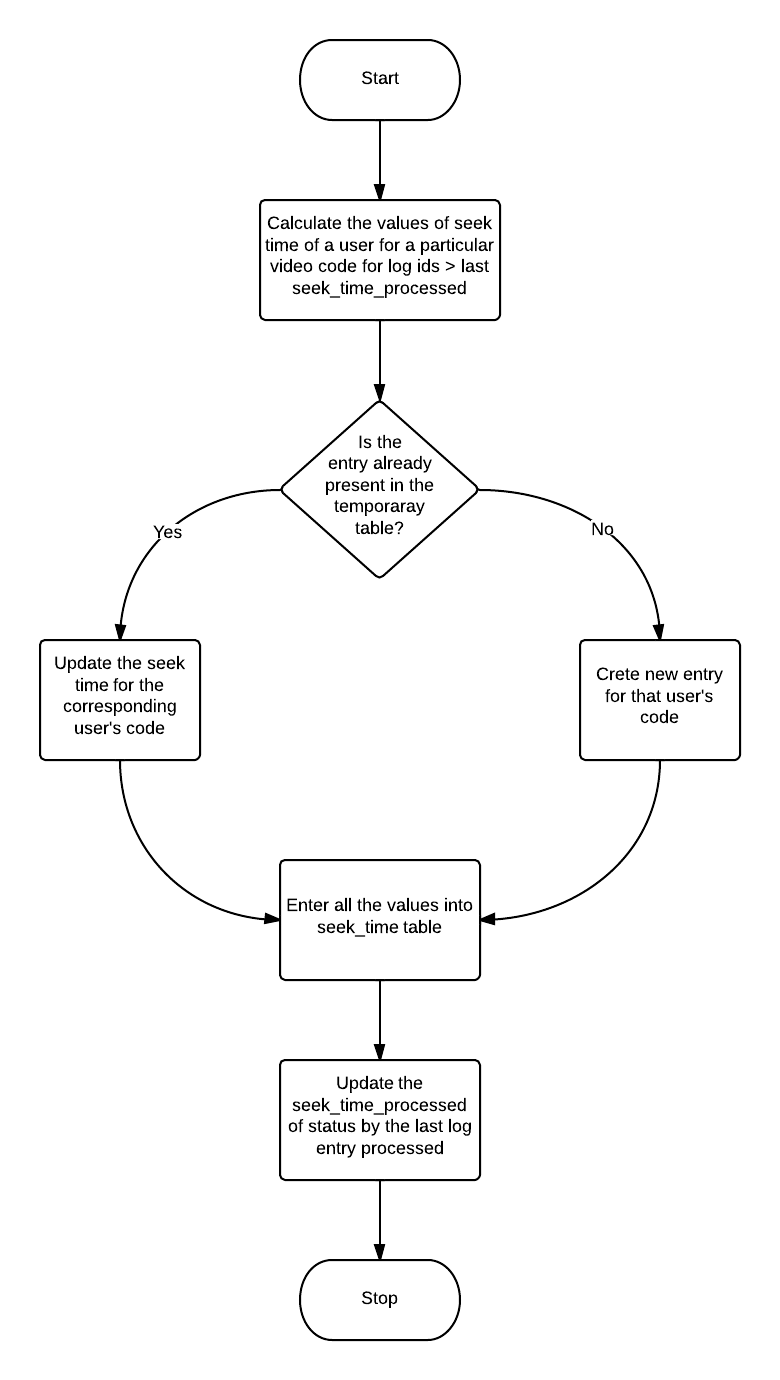 Start
Calculate the values of seek
time of a user for a particular
video code for log ids > last
seek_time_processed
Is the
entry already
present in the
temporaray
table?
Yes
No
Update the seek
time for the
corresponding
user's code
Crete new entry
for that user's
code
Enter all the values into
seek_time table
Update the
seek_time_processed
of status by the last log
entry processed
Stop